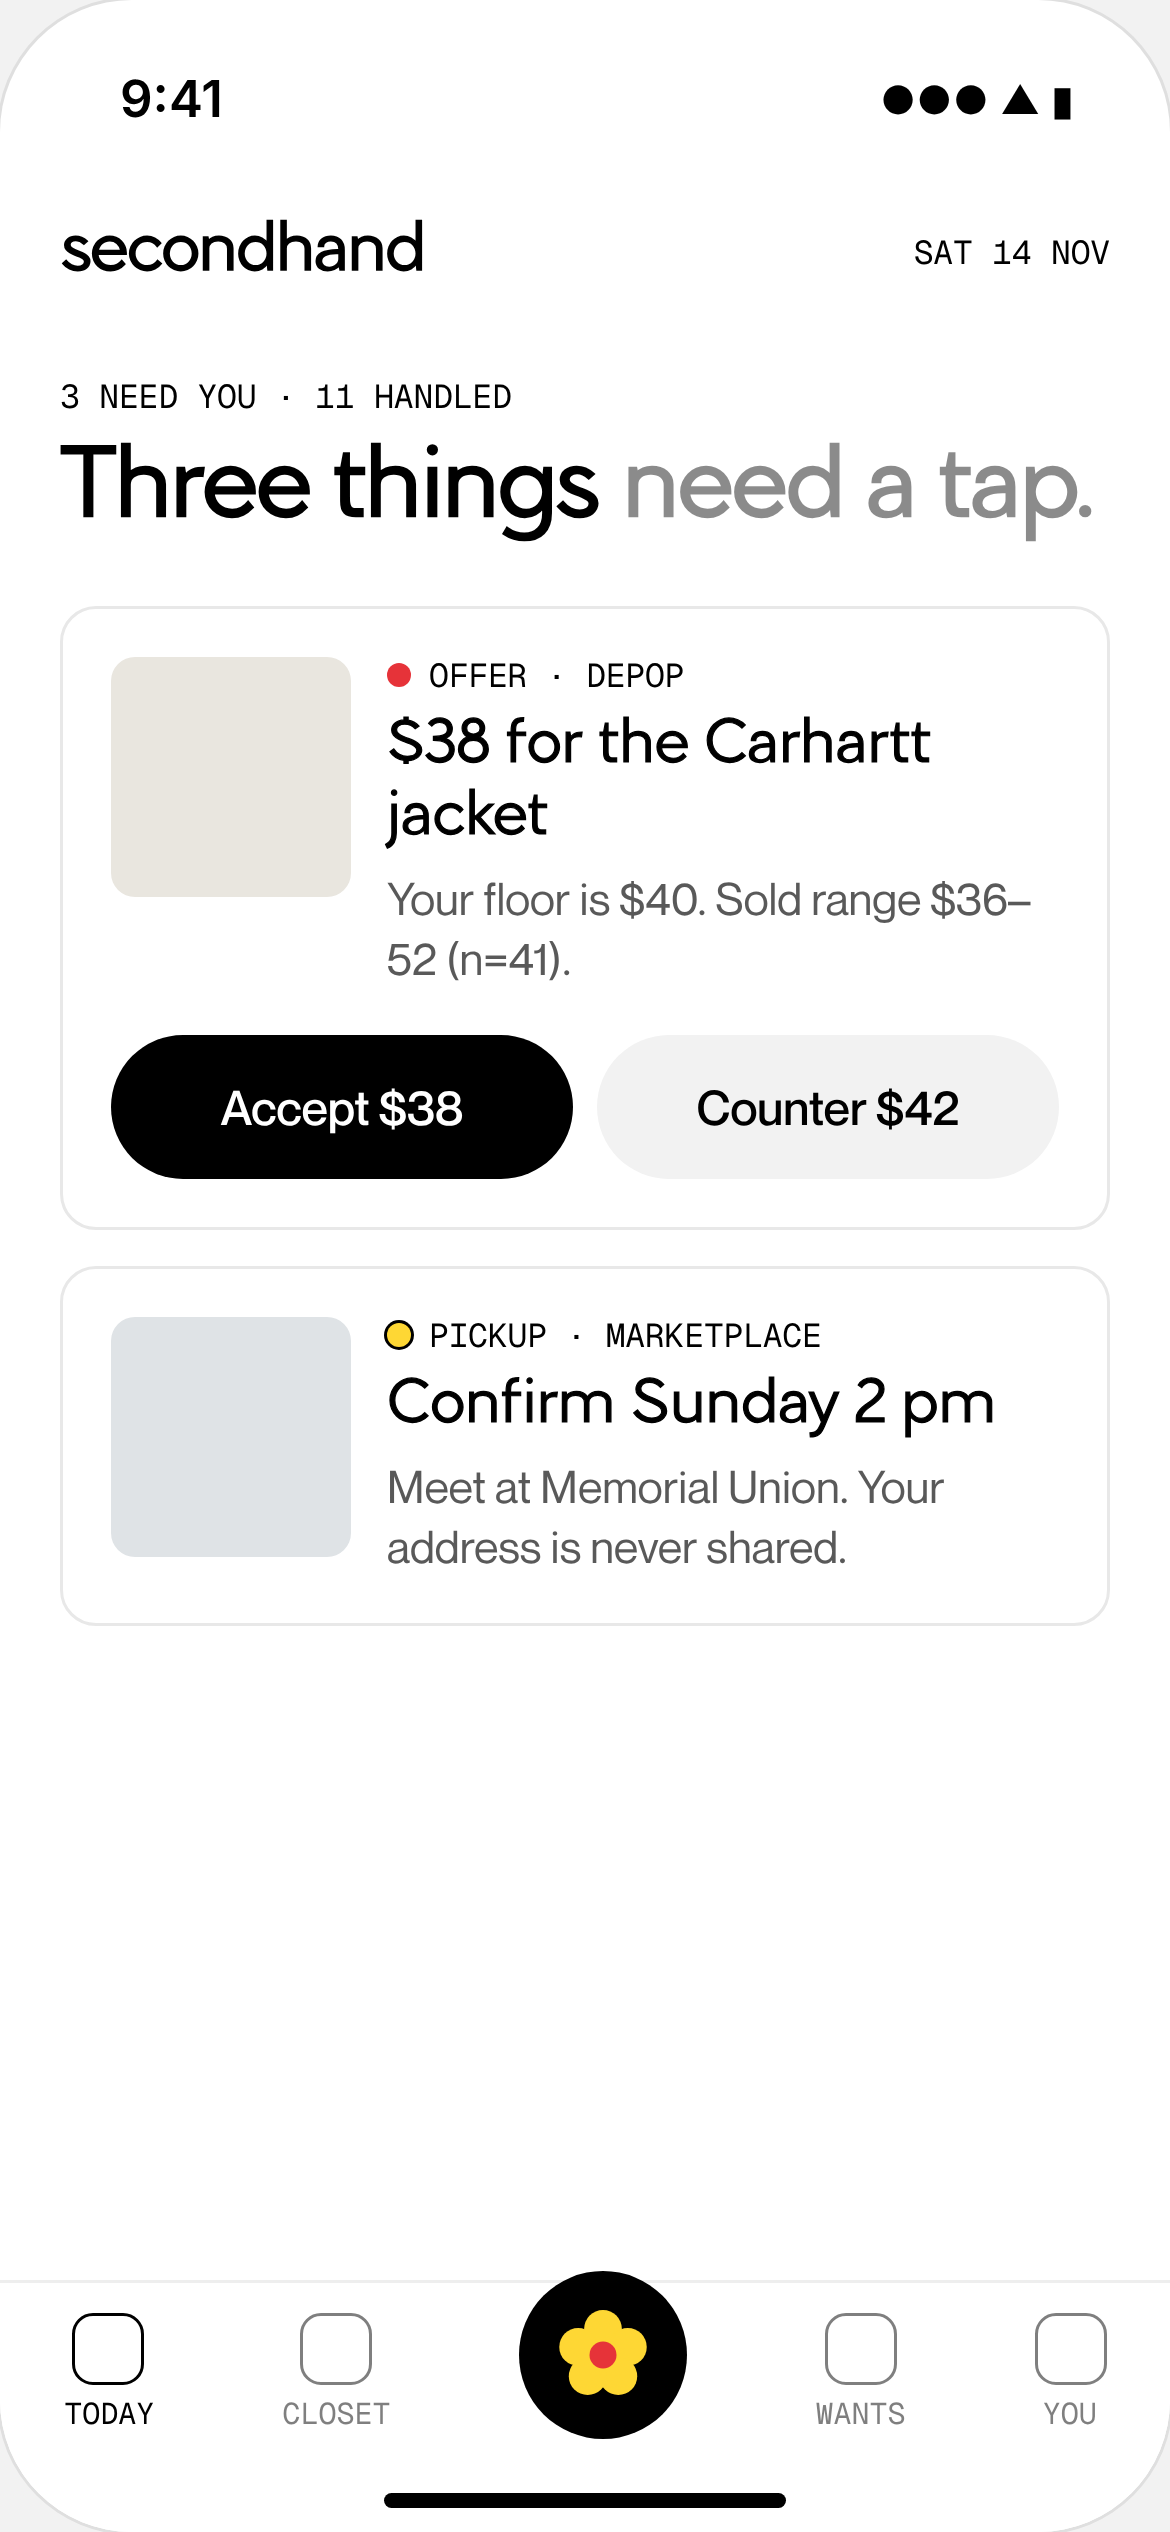 9:41
secondhand
SAT 14 NOV
3 NEED YOU · 11 HANDLED
Three things need a tap.
OFFER · DEPOP
$38 for the Carhartt
jacket
Your floor is $40. Sold range $36–
52 (n=41).
Accept $38
Counter $42
PICKUP · MARKETPLACE
Confirm Sunday 2 pm
Meet at Memorial Union. Your
address is never shared.
TODAY
CLOSET
WANTS
YOU